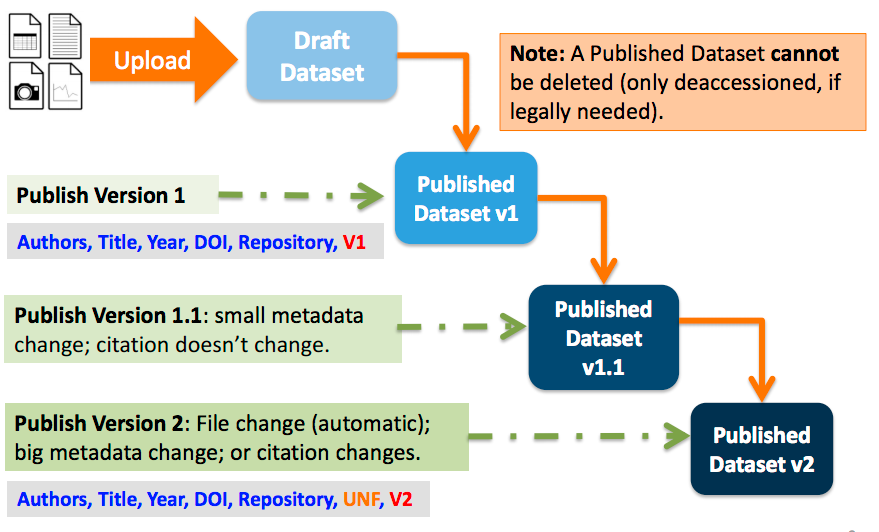 Upload
Draft
Dataset
Note: A Published Dataset cannot
be deleted (only deaccessioned, if
legally needed).
Publish Version 1
Published
Dataset v1
Authors, Title, Year, DOI, Repository, V1
Publish Version 1.1: small metadata
change; citation doesn’t change.
Published
Dataset
v1.1
Publish Version 2: File change (automatic);
big metadata change; or citation changes.
Published
Dataset v2
Authors, Title, Year, DOI, Repository, UNF, V2